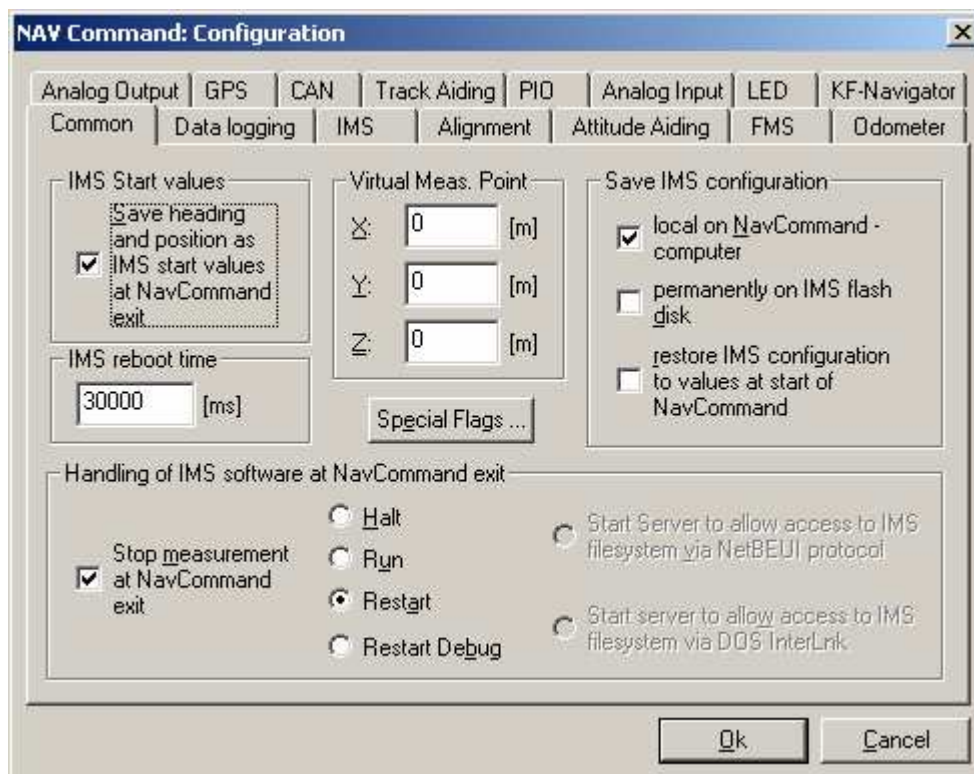 NAV Command: Configuration
Analog Output GPS CAN Track Aiding PIO Analog Input LED KF-Navigator
Common Data logging IMS Alignment Attitude Aiding FMS Odometer
IMS Start values
Save heading
and position as
IMS start values
at NavCommand
exit
IMS reboot time
30000 [ms]
Virtual Meas. Point
X: 0 [m]
Y: 0 [m]
Z: 0 [m]
Special Flags ...
Save IMS configuration
local on NavCommand -
computer
permanently on IMS flash
disk
restore IMS configuration
to values at start of
NavCommand
Handling of IMS software at NavCommand exit
Stop measurement
at NavCommand
exit
Halt
Run
Restart
Restart Debug
Start Server to allow access to IMS
filesystem via NetBEUI protocol
Start server to allow access to IMS
filesystem via DOS InterLnk
Ok Cancel